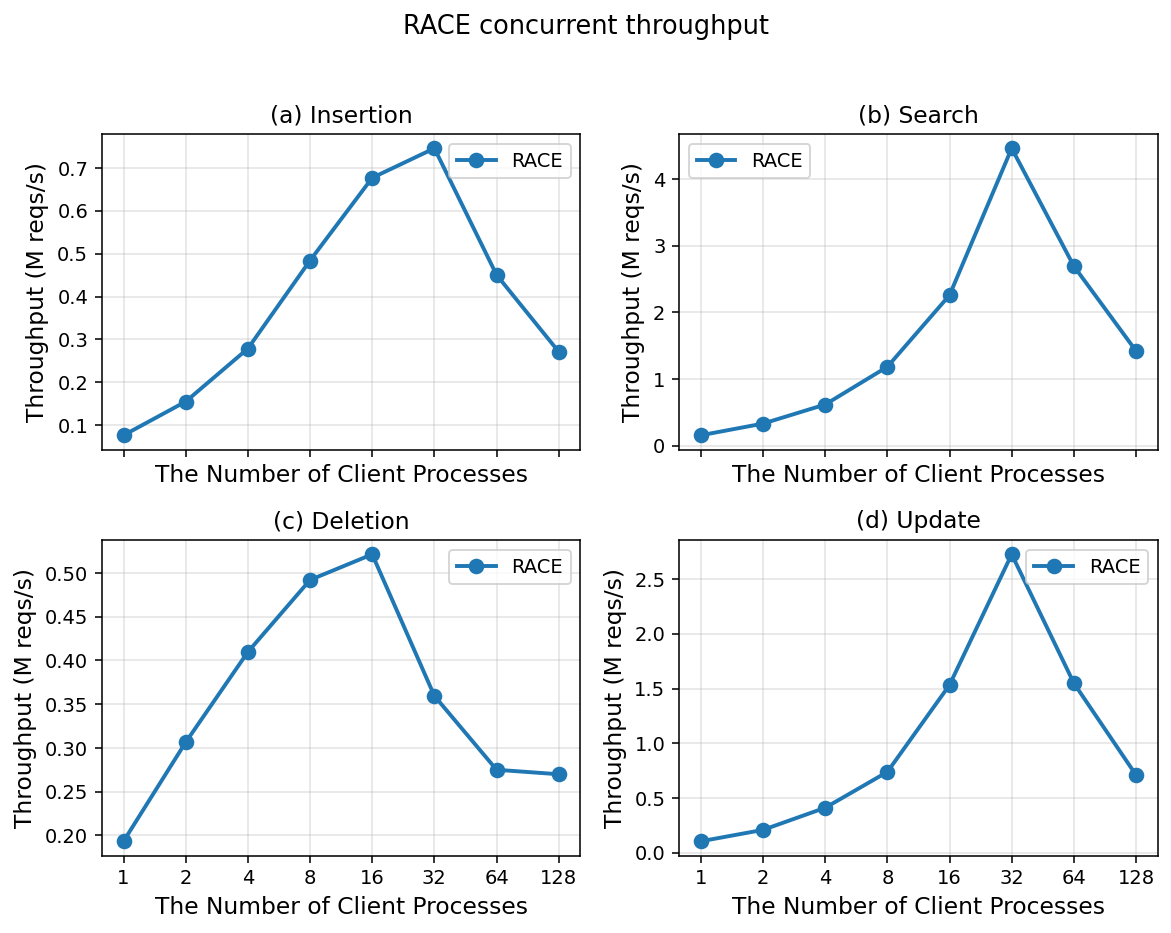 RACE concurrent throughput
(a) Insertion
Throughput (M reqs/s)
0.7
0.6
0.5
0.4
0.3
0.2
0.1
RACE
The Number of Client Processes
(b) Search
Throughput (M reqs/s)
4
3
2
1
0
RACE
The Number of Client Processes
(c) Deletion
Throughput (M reqs/s)
0.50
0.45
0.40
0.35
0.30
0.25
0.20
RACE
1 2 4 8 16 32 64 128
The Number of Client Processes
(d) Update
Throughput (M reqs/s)
2.5
2.0
1.5
1.0
0.5
0.0
RACE
1 2 4 8 16 32 64 128
The Number of Client Processes